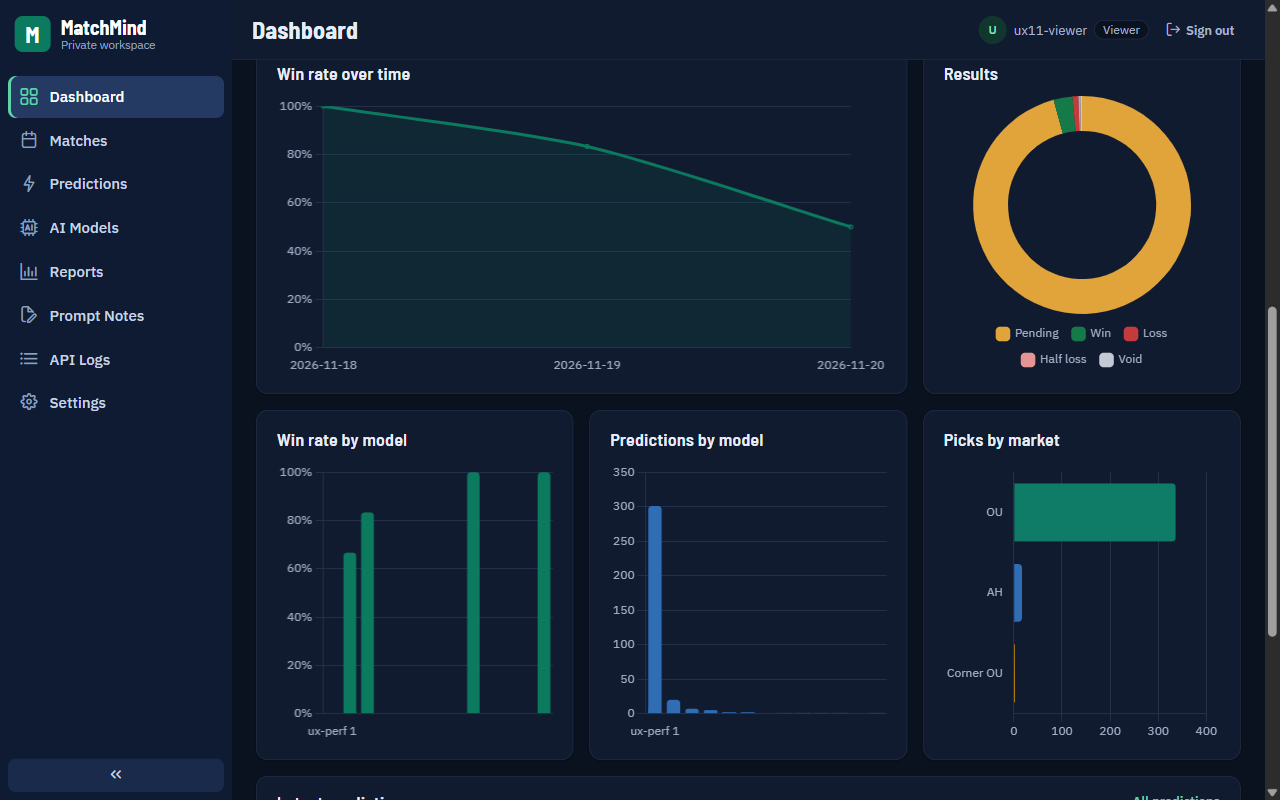 M
MatchMind
Private workspace
Dashboard
Matches
Predictions
AI
AI Models
Reports
Prompt Notes
API Logs
Settings
«
Dashboard
U
ux11-viewer
Viewer
Sign out
Win rate over time
100%
80%
60%
40%
20%
0%
2026-11-18
2026-11-19
2026-11-20
Results
Pending
Win
Loss
Half loss
Void
Win rate by model
100%
80%
60%
40%
20%
0%
ux-perf 1
Predictions by model
350
300
250
200
150
100
50
0
ux-perf 1
Picks by market
OU
AH
Corner OU
0
100
200
300
400